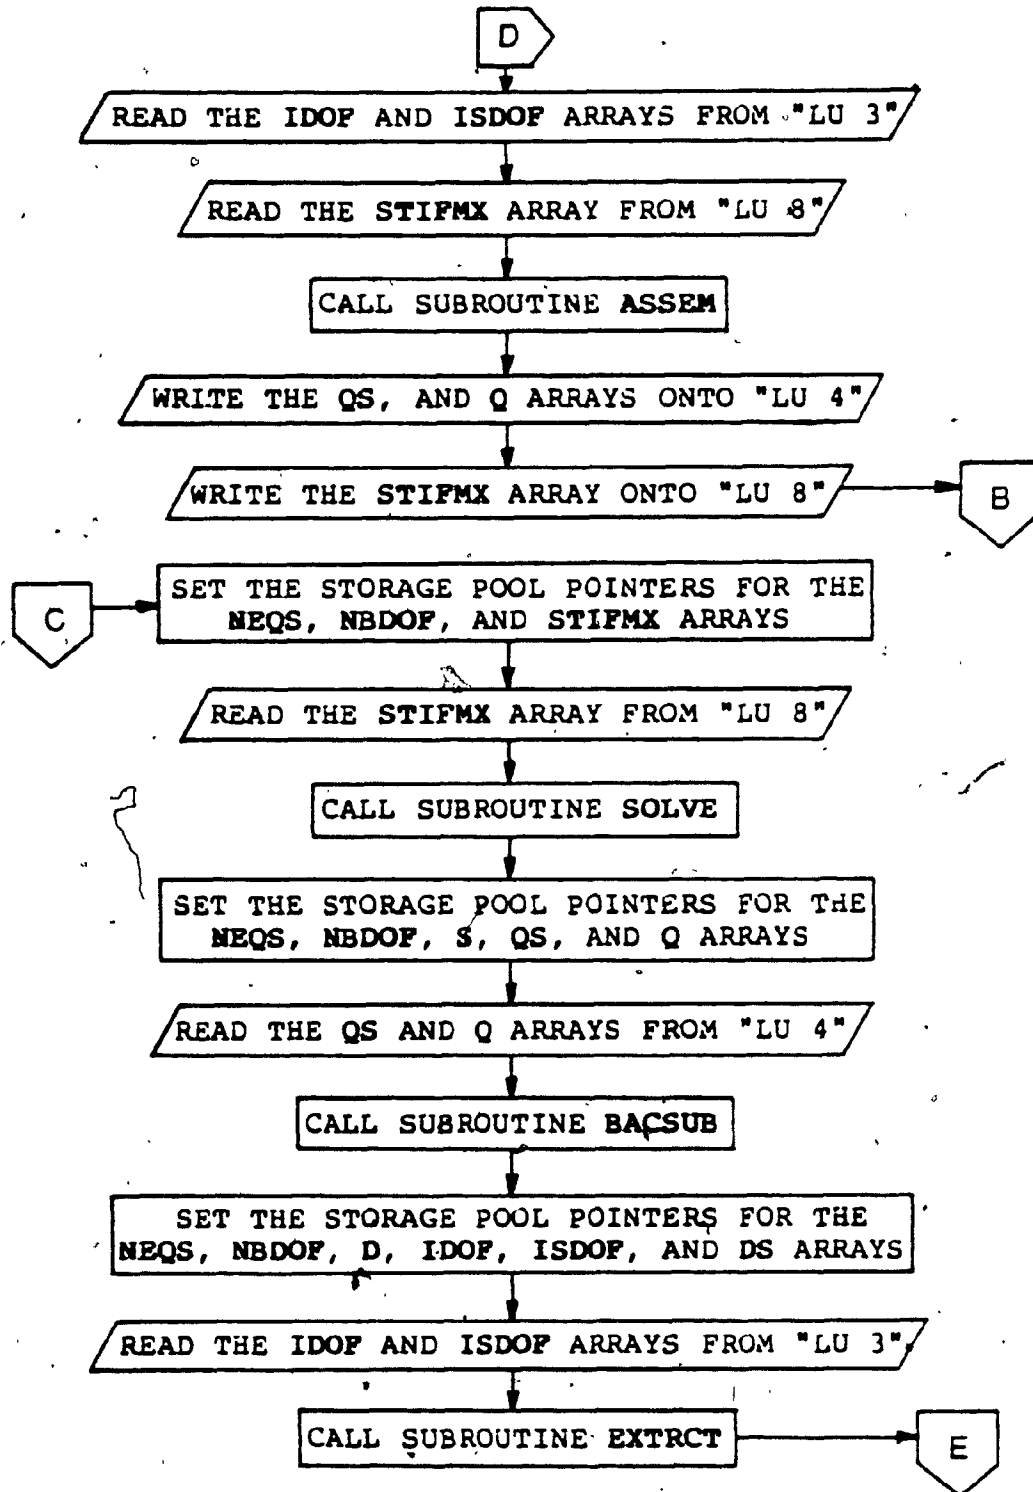 D
READ THE IDOF AND ISDOF ARRAYS FROM "LU 3"
READ THE STIFMX ARRAY FROM "LU 8"
CALL SUBROUTINE ASSEM
WRITE THE QS, AND Q ARRAYS ONTO "LU 4"
WRITE THE STIFMX ARRAY ONTO "LU 8"
B
C
SET THE STORAGE POOL POINTERS FOR THE
NEQS, NBDOF, AND STIFMX ARRAYS
READ THE STIFMX ARRAY FROM "LU 8"
CALL SUBROUTINE SOLVE
SET THE STORAGE POOL POINTERS FOR THE
NEQS, NBDOF, S, QS, AND Q ARRAYS
READ THE QS AND Q ARRAYS FROM "LU 4"
CALL SUBROUTINE BACSUB
SET THE STORAGE POOL POINTERS FOR THE
NEQS, NBDOF, D, IDOF, ISDOF, AND DS ARRAYS
READ THE IDOF AND ISDOF ARRAYS FROM "LU 3"
CALL SUBROUTINE EXTRCT
E